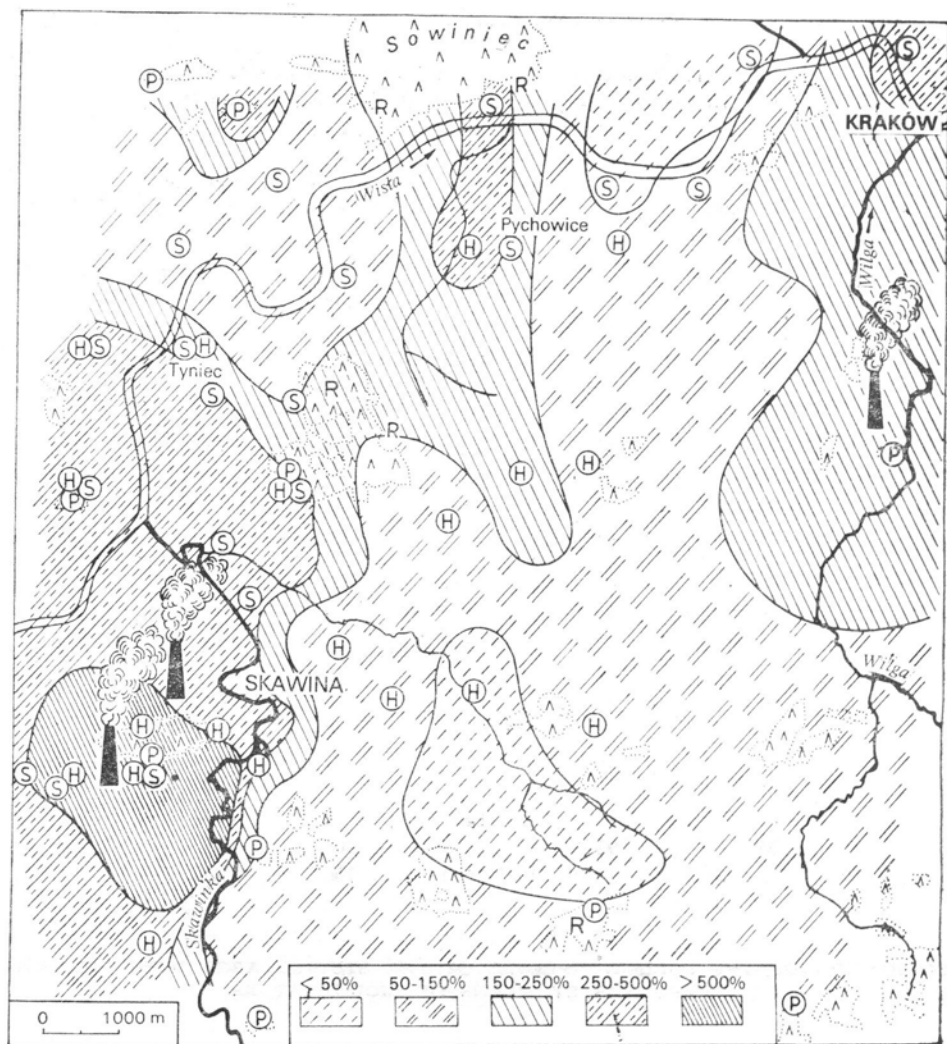 Sowiniec
P
S
S
P
R
R
S
KRAKÓW
Wisła
S
S
S
Pychowice
S
H
S
H
S
S
Wilga
H S
S H
Tyniec
R
S
S
R
P
H
H
P
H S
H S
P
H
S
S
H
SKAWINA
H
H
Wilga
H
H
H
P
S
S H
H S
H
P
Skawinka
P
R
H
≤ 50% 50-150% 150-250% 250-500% > 500%
0 1000 m
P
P